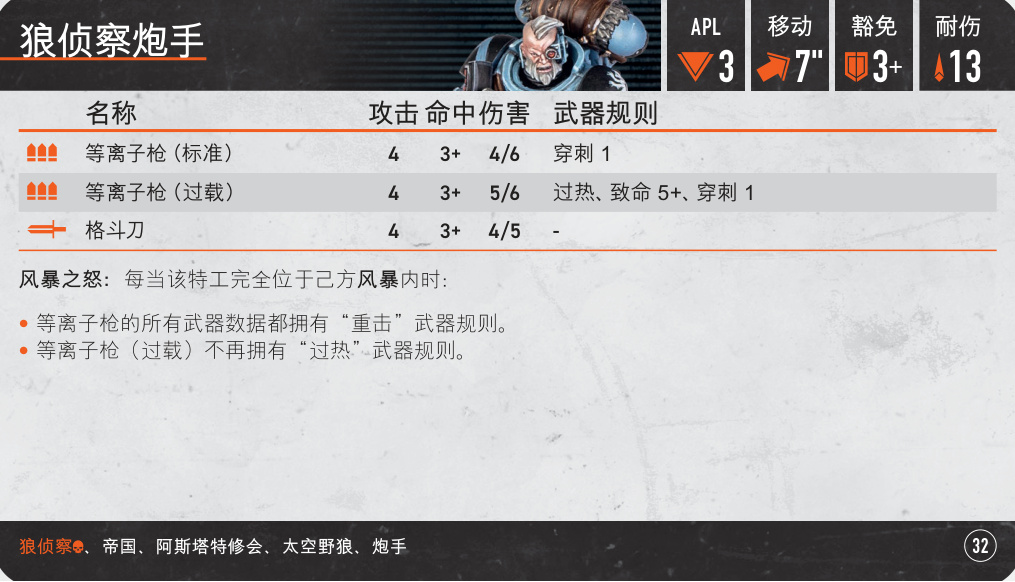 狼侦察炮手
APL 移动 豁免 耐伤
3 7" 3+ 13
名称 攻击 命中 伤害 武器规则
等离子枪（标准） 4 3+ 4/6 穿刺 1
等离子枪（过载） 4 3+ 5/6 过热、致命 5+、穿刺 1
格斗刀 4 3+ 4/5 -
风暴之怒：每当该特工完全位于己方风暴内时：
• 等离子枪的所有武器数据都拥有“重击”武器规则。
• 等离子枪（过载）不再拥有“过热”武器规则。
狼侦察、帝国、阿斯塔特修会、太空野狼、炮手
32